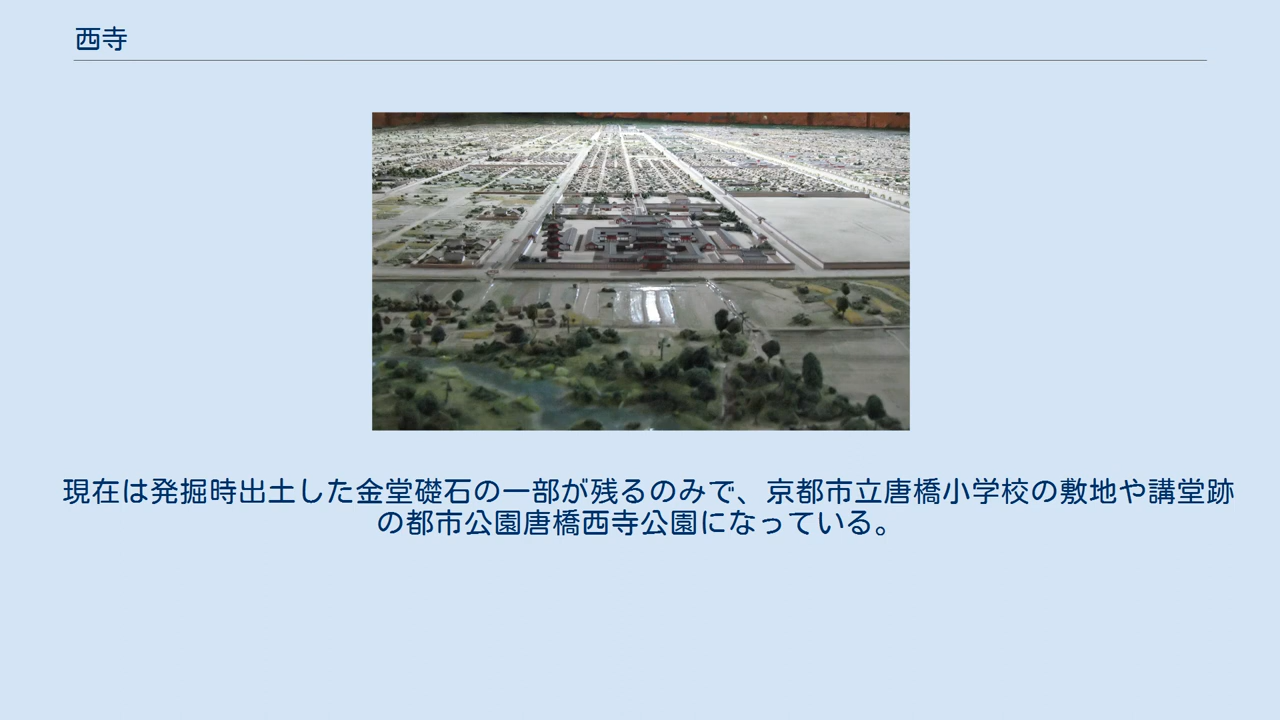 西寺
現在は発掘時出土した金堂礎石の一部が残るのみで、京都市立唐橋小学校の敷地や講堂跡
の都市公園唐橋西寺公園になっている。